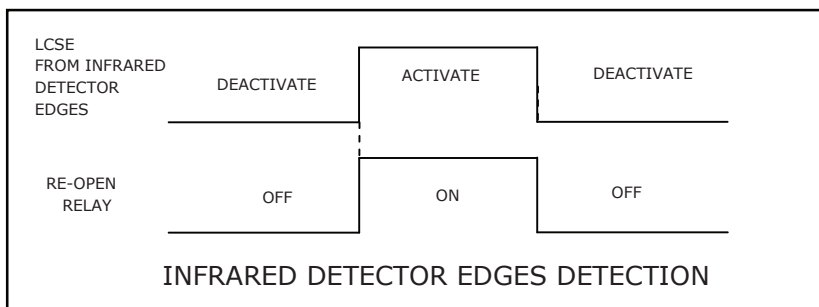 LCSE
FROM INFRARED
DETECTOR
EDGES
DEACTIVATE
ACTIVATE
DEACTIVATE
RE-OPEN
RELAY
OFF
ON
OFF
INFRARED DETECTOR EDGES DETECTION